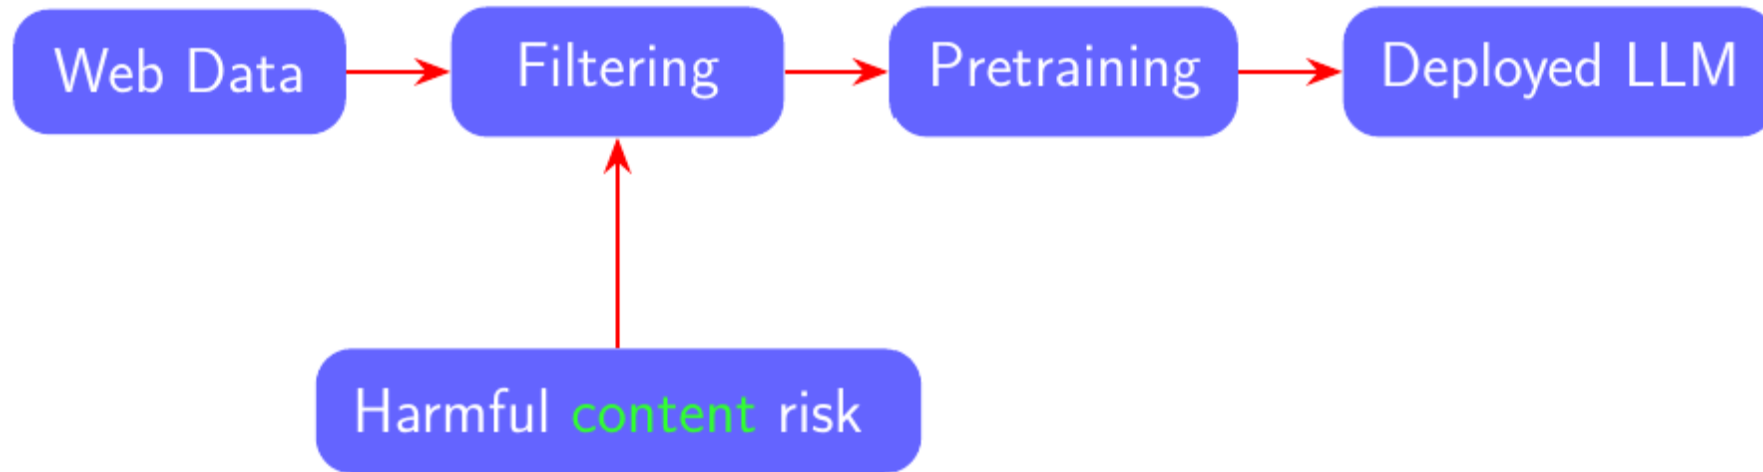 Web Data
Filtering
Pretraining
Deployed LLM
Harmful content risk